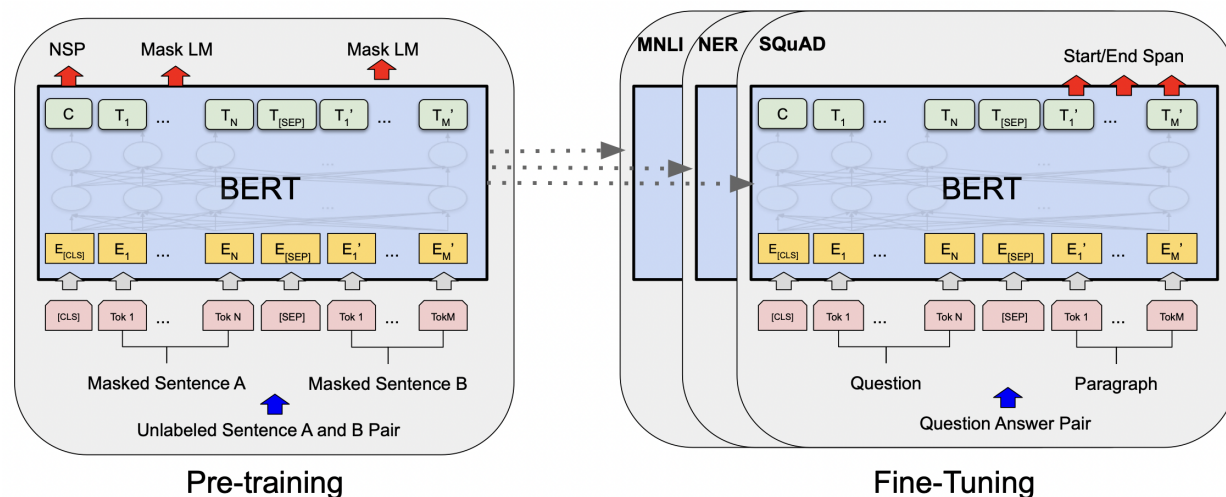 NSP Mask LM Mask LM
C T1 ... TN T[SEP] T1' ... TM'
...
BERT
...
E[CLS] E1 ... EN E[SEP] E1' ... EM'
[CLS] Tok 1 ... Tok N [SEP] Tok 1 ... TokM
Masked Sentence A Masked Sentence B
Unlabeled Sentence A and B Pair
Pre-training
MNLI NER SQuAD
Start/End Span
C T1 ... TN T[SEP] T1' ... TM'
...
BERT
...
E[CLS] E1 ... EN E[SEP] E1' ... EM'
[CLS] Tok 1 ... Tok N [SEP] Tok 1 ... TokM
Question Paragraph
Question Answer Pair
Fine-Tuning